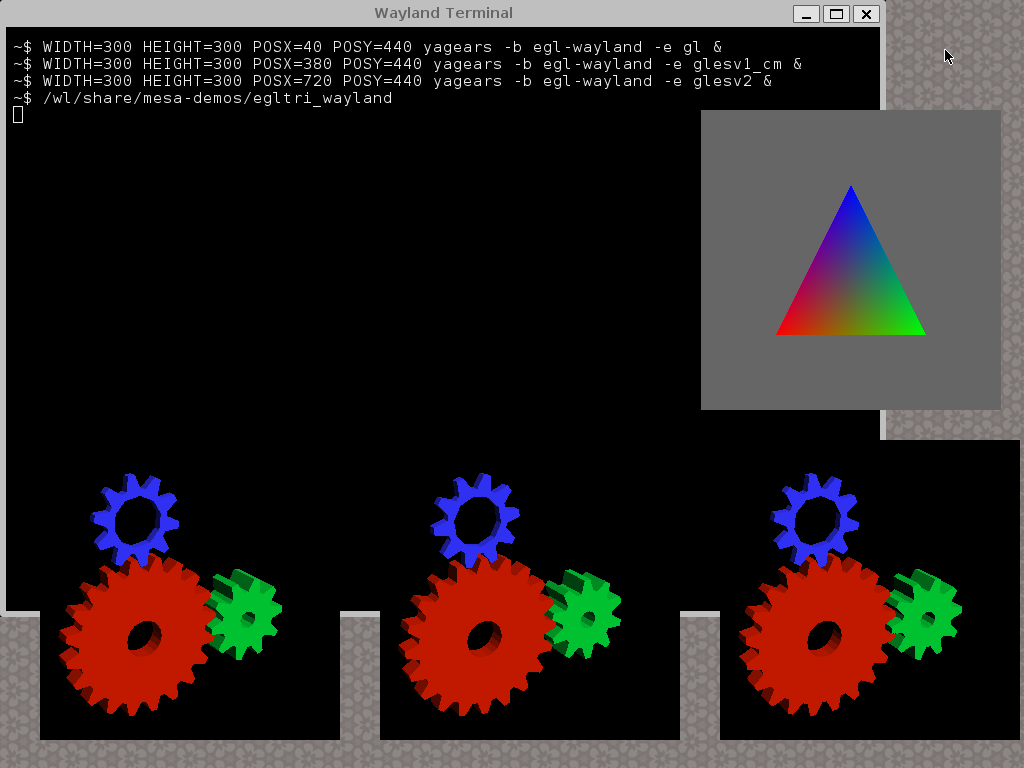 Wayland Terminal
~$ WIDTH=300 HEIGHT=300 POSX=40 POSY=440 yagears -b egl-wayland -e gl &
~$ WIDTH=300 HEIGHT=300 POSX=380 POSY=440 yagears -b egl-wayland -e glesv1_cm &
~$ WIDTH=300 HEIGHT=300 POSX=720 POSY=440 yagears -b egl-wayland -e glesv2 &
~$ /wl/share/mesa-demos/egltri_wayland